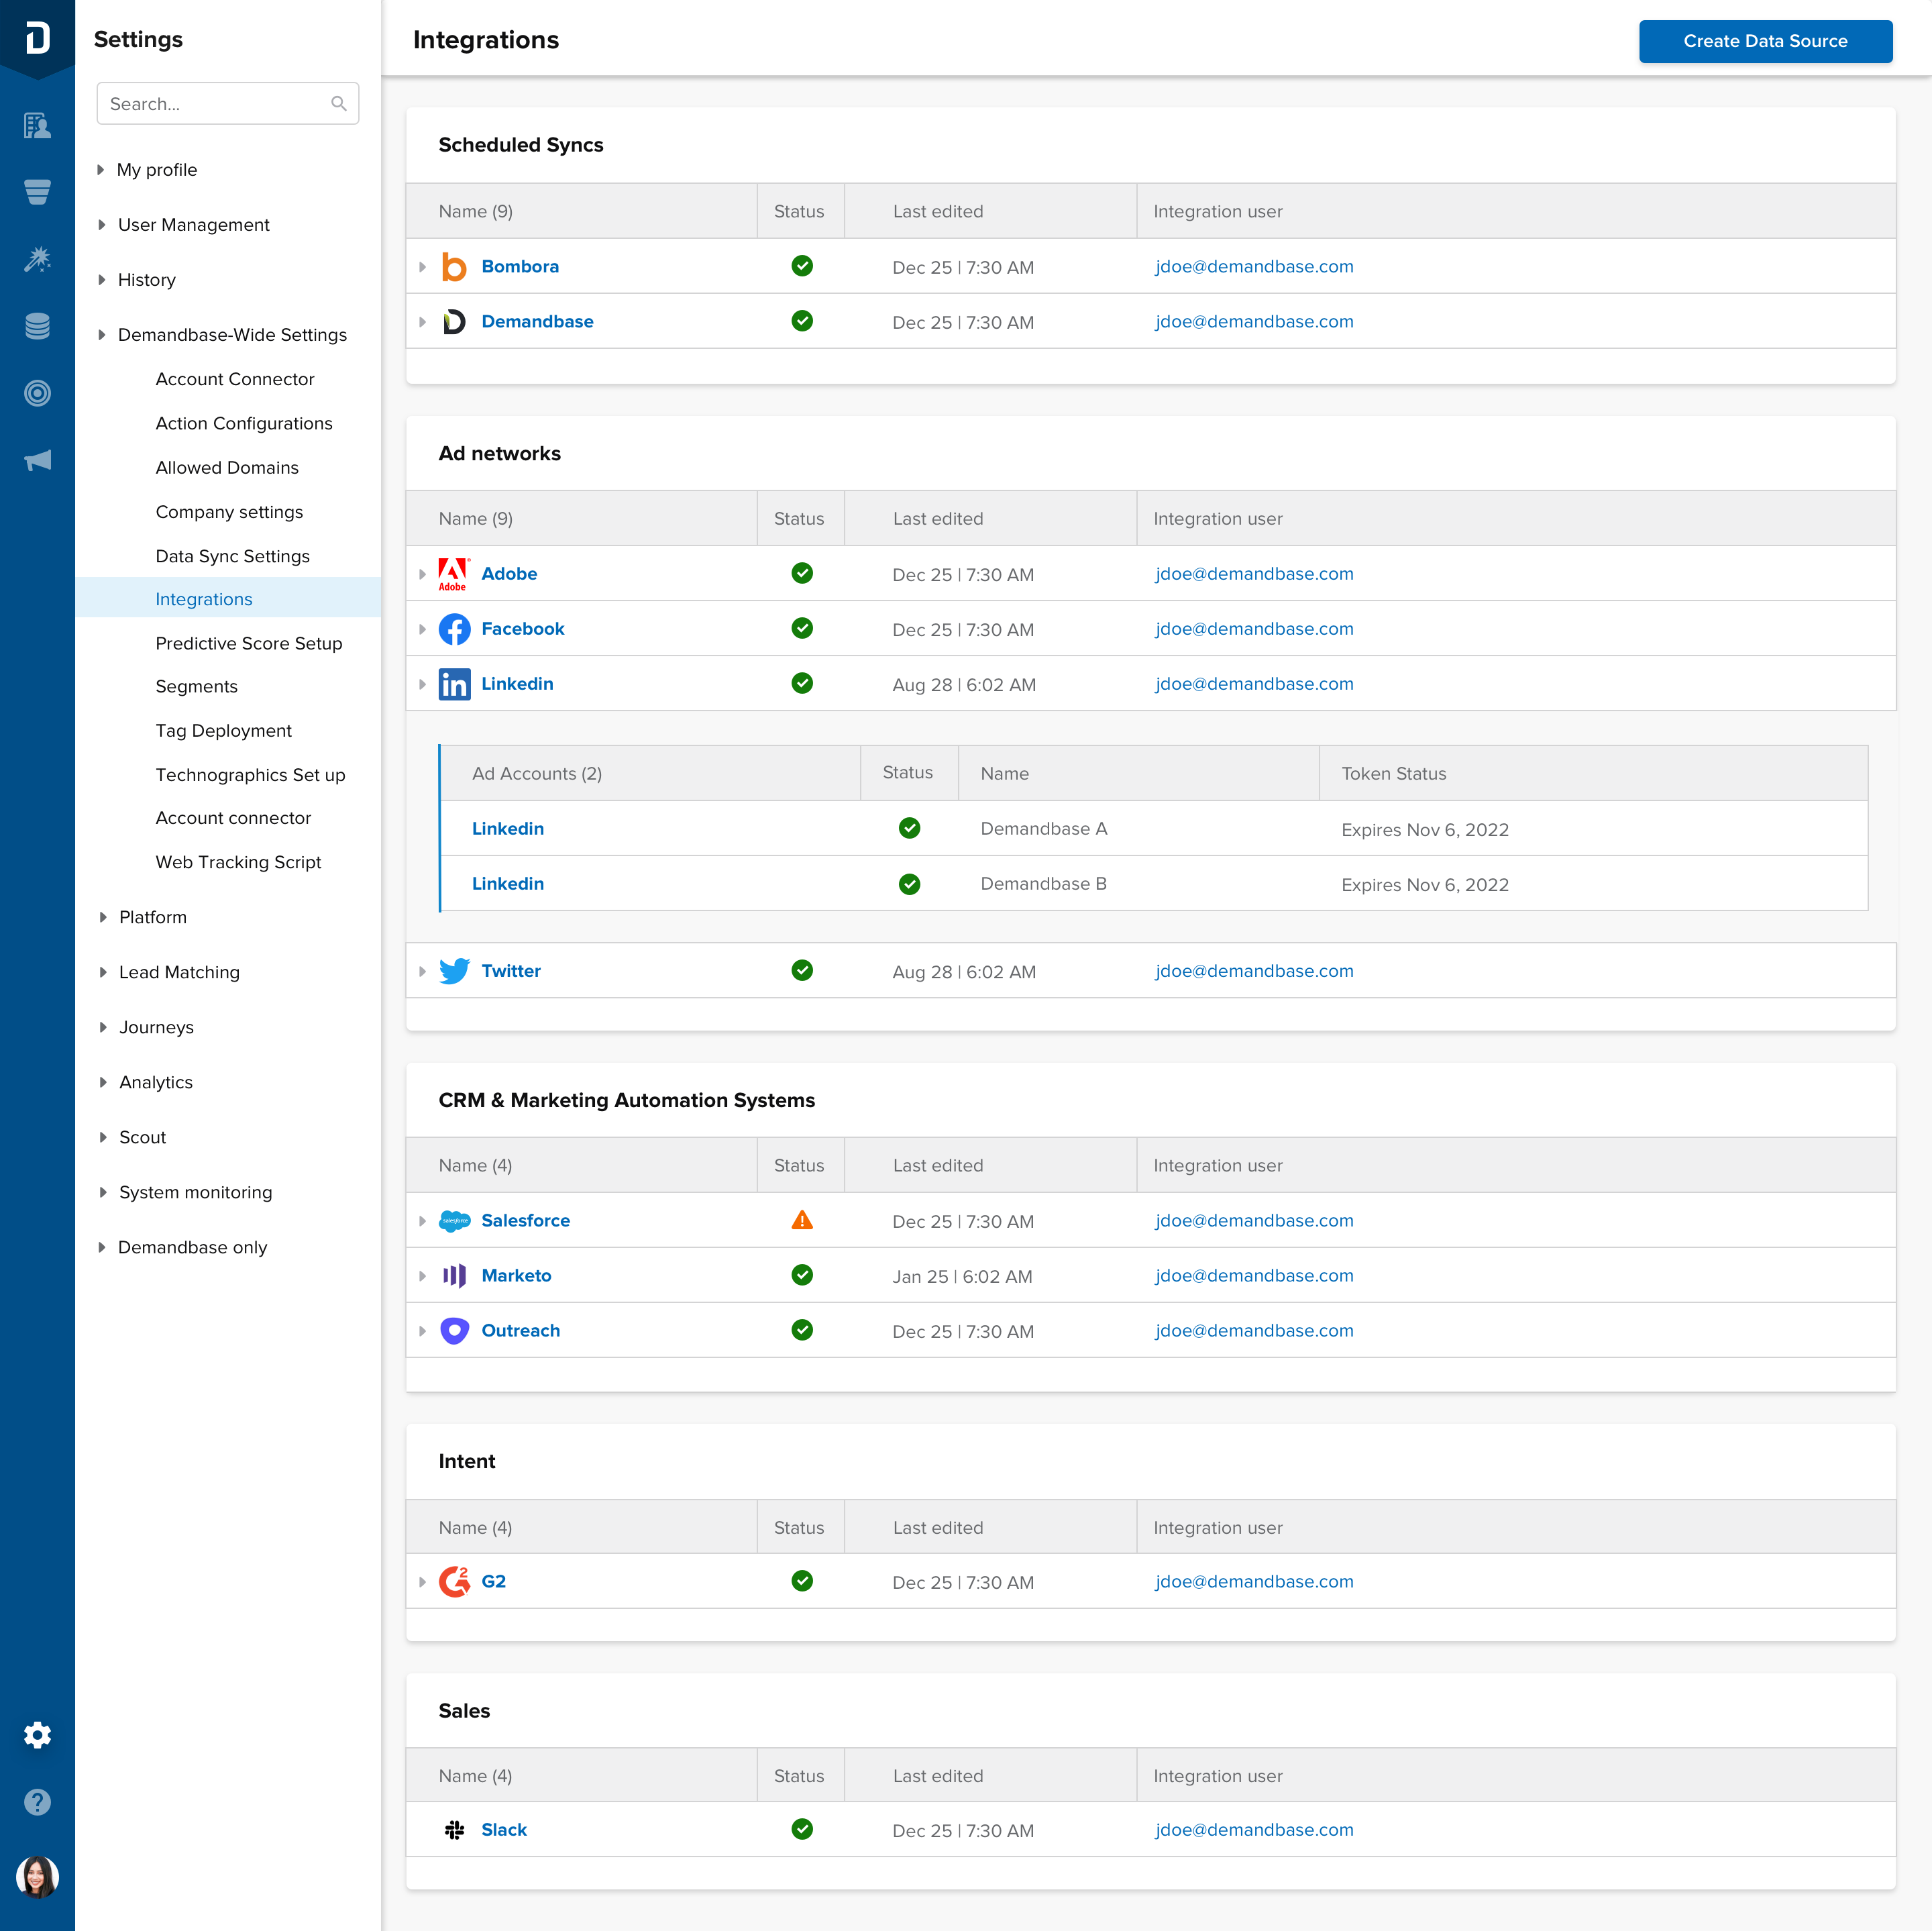 Settings
Search...
My profile
User Management
History
Demandbase-Wide Settings
Account Connector
Action Configurations
Allowed Domains
Company settings
Data Sync Settings
Integrations
Predictive Score Setup
Segments
Tag Deployment
Technographics Set up
Account connector
Web Tracking Script
Platform
Lead Matching
Journeys
Analytics
Scout
System monitoring
Demandbase only
Integrations
Create Data Source
Scheduled Syncs
Name (9) Status Last edited Integration user
Bombora Dec 25 | 7:30 AM jdoe@demandbase.com
Demandbase Dec 25 | 7:30 AM jdoe@demandbase.com
Ad networks
Name (9) Status Last edited Integration user
Adobe Adobe Dec 25 | 7:30 AM jdoe@demandbase.com
Facebook Dec 25 | 7:30 AM jdoe@demandbase.com
in Linkedin Aug 28 | 6:02 AM jdoe@demandbase.com
Ad Accounts (2) Status Name Token Status
Linkedin Demandbase A Expires Nov 6, 2022
Linkedin Demandbase B Expires Nov 6, 2022
Twitter Aug 28 | 6:02 AM jdoe@demandbase.com
CRM & Marketing Automation Systems
Name (4) Status Last edited Integration user
salesforce Salesforce Dec 25 | 7:30 AM jdoe@demandbase.com
Marketo Jan 25 | 6:02 AM jdoe@demandbase.com
Outreach Dec 25 | 7:30 AM jdoe@demandbase.com
Intent
Name (4) Status Last edited Integration user
G2 G2 Dec 25 | 7:30 AM jdoe@demandbase.com
Sales
Name (4) Status Last edited Integration user
Slack Dec 25 | 7:30 AM jdoe@demandbase.com